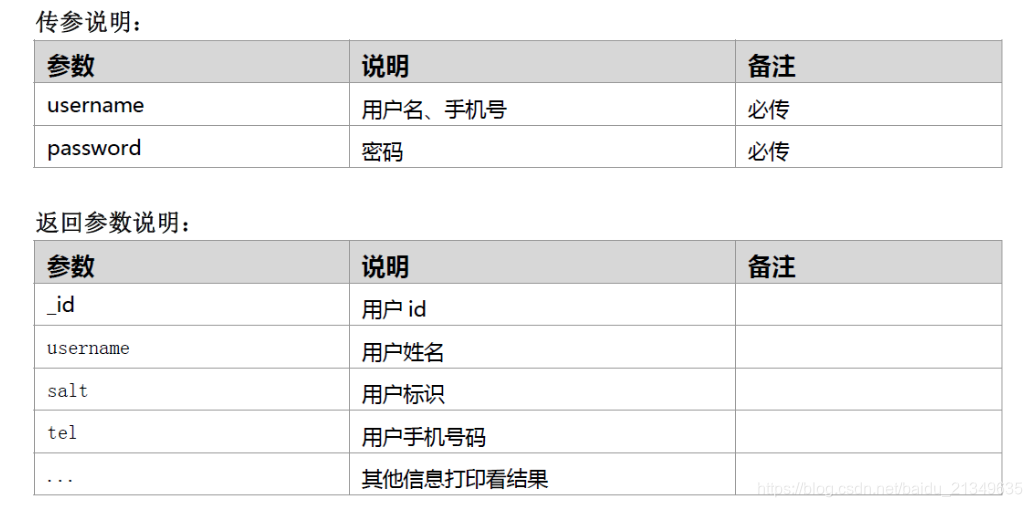 传参说明：
参数 说明 备注
username 用户名、手机号 必传
password 密码 必传
返回参数说明：
参数 说明 备注
_id 用户 id
username 用户姓名
salt 用户标识
tel 用户手机号码
... 其他信息打印看结果
https://blog.csdn.net/baidu_21349635